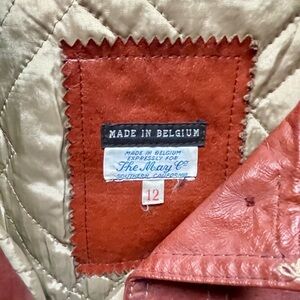 MADE IN BELGIUM
MADE IN BELGIUM
EXPRESSLY FOR
The May Co
SOUTHERN CALIFORNIA
12